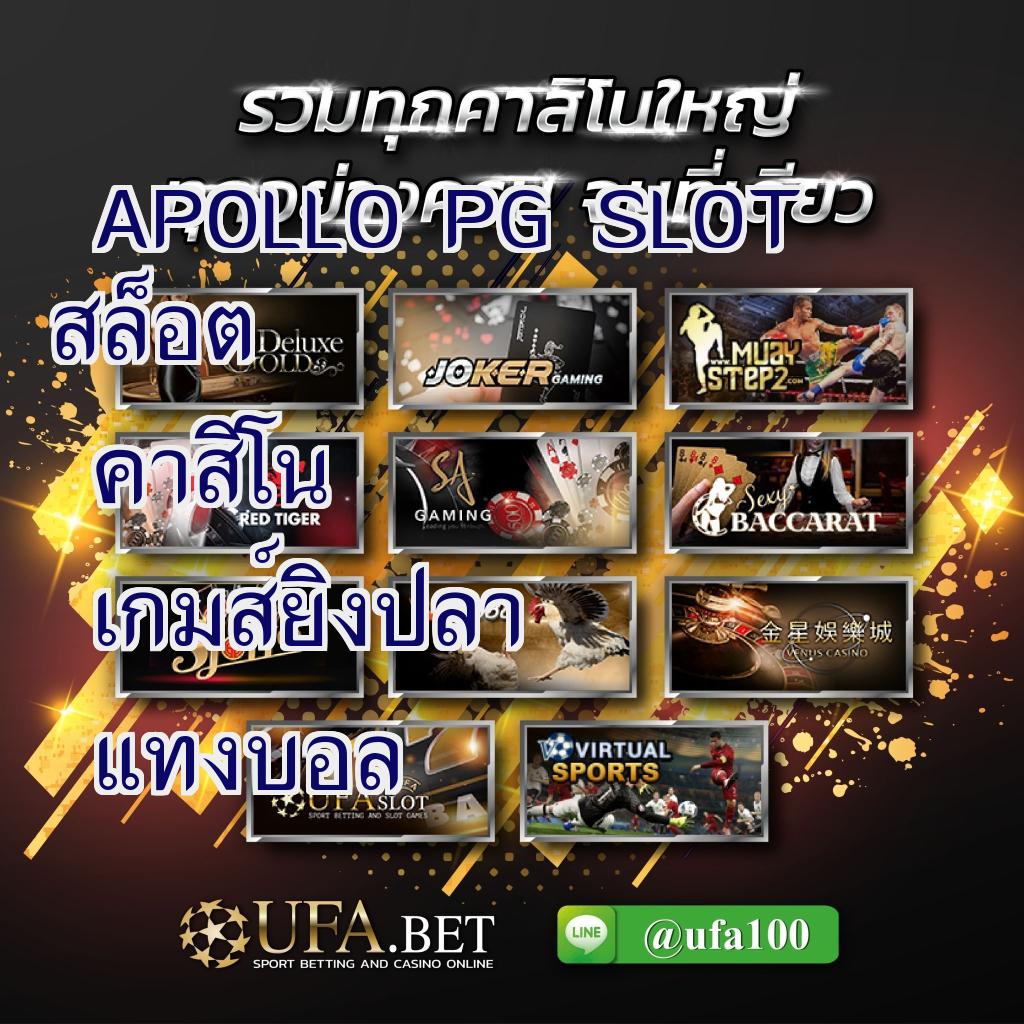 รวมทุกคาสิโนใหญ่
APOLLO PG SLOT
สล็อต
Deluxe
JOKER GAMING
MUAY
STEP2.COM
คาสิโน
RED TIGER
SA
GAMING
Sexy
BACCARAT
เกมส์ยิงปลา
金星娛樂城
VENUS CASINO
แทงบอล
UFASLOT
SPORT BETTING AND SLOT GAMES
VIRTUAL
SPORTS
UFA.BET
SPORT BETTING AND CASINO ONLINE
LINE
@ufa100